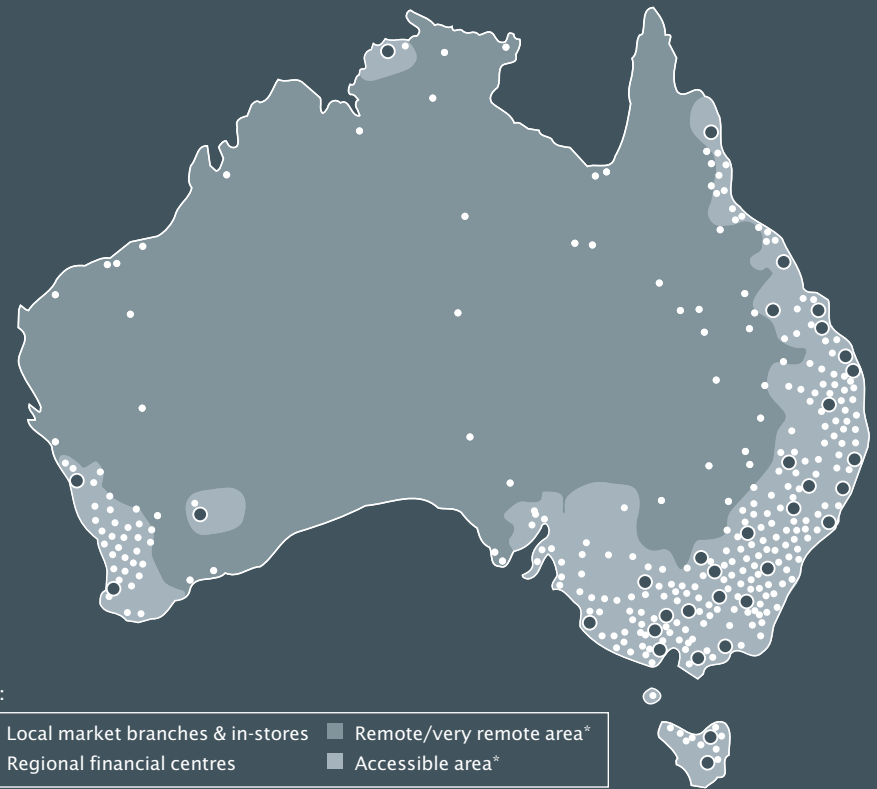 :
Local market branches & in-stores Remote/very remote area*
Regional financial centres Accessible area*